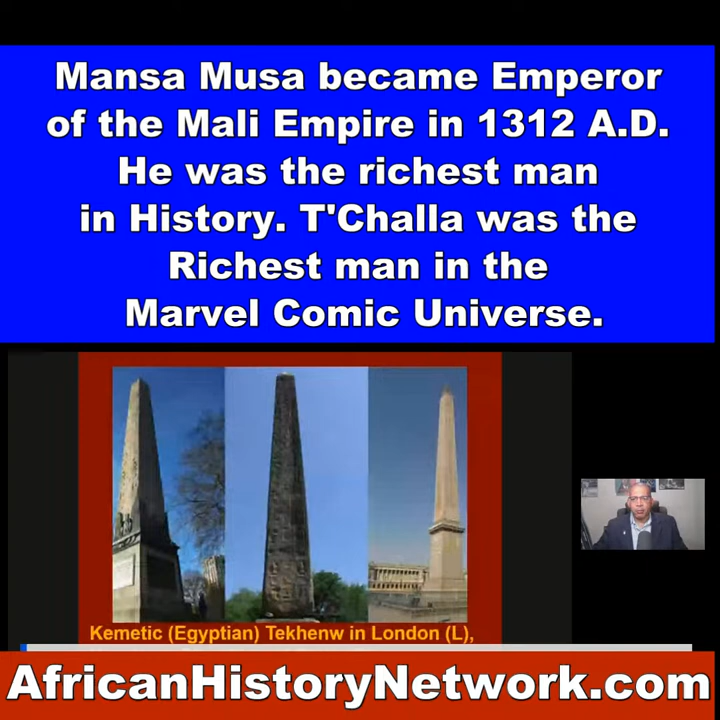 Mansa Musa became Emperor
of the Mali Empire in 1312 A.D.
He was the richest man
in History. T'Challa was the
Richest man in the
Marvel Comic Universe.
Kemetic (Egyptian) Tekhenw in London (L),
AfricanHistoryNetwork.com